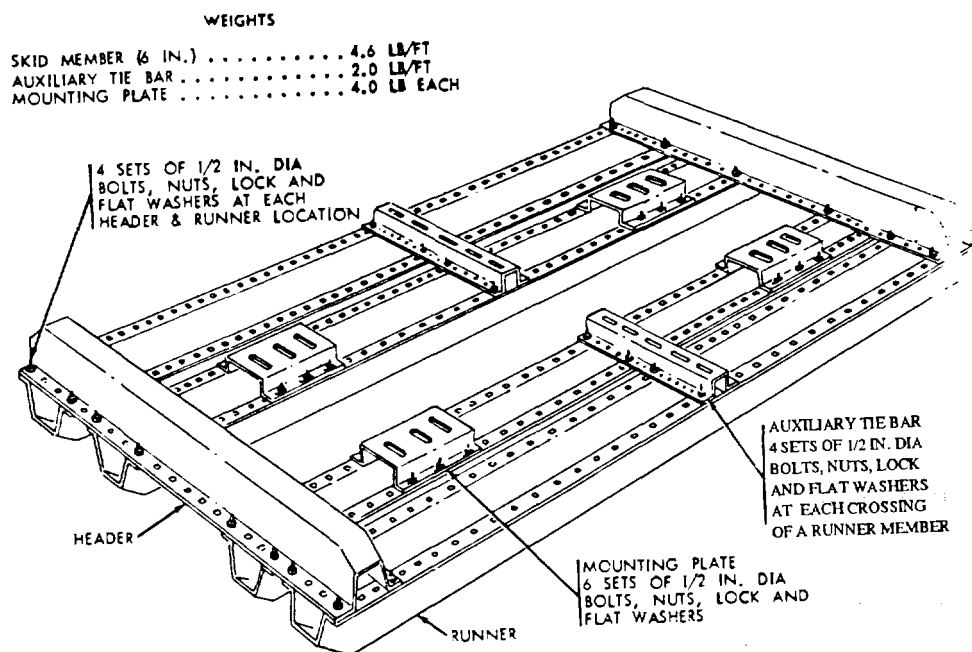 WEIGHTS
SKID MEMBER (6 IN.) . . . . . . . . . . . 4.6 LB/FT
AUXILIARY TIE BAR . . . . . . . . . . . . 2.0 LB/FT
MOUNTING PLATE . . . . . . . . . . . . 4.0 LB EACH
4 SETS OF 1/2 IN. DIA
BOLTS, NUTS, LOCK AND
FLAT WASHERS AT EACH
HEADER & RUNNER LOCATION
AUXILIARY TIE BAR
4 SETS OF 1/2 IN. DIA
BOLTS, NUTS, LOCK
AND FLAT WASHERS
AT EACH CROSSING
OF A RUNNER MEMBER
HEADER
MOUNTING PLATE
6 SETS OF 1/2 IN. DIA
BOLTS, NUTS, LOCK AND
FLAT WASHERS
RUNNER